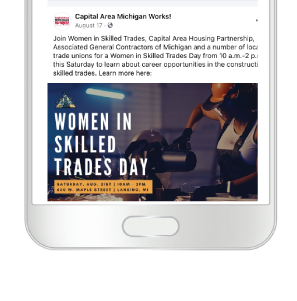 Capital Area Michigan Works!
August 17
Join Women in Skilled Trades, Capital Area Housing Partnership,
Associated General Contractors of Michigan and a number of loca
trade unions for a Women in Skilled Trades Day from 10 a.m.-2 p.
this Saturday to learn about career opportunities in the constructi
skilled trades. Learn more here:
WOMEN IN
SKILLED
TRADES DAY
SATURDAY, AUG. 21ST | 10AM - 2PM
600 W. MAPLE STREET | LANSING, MI